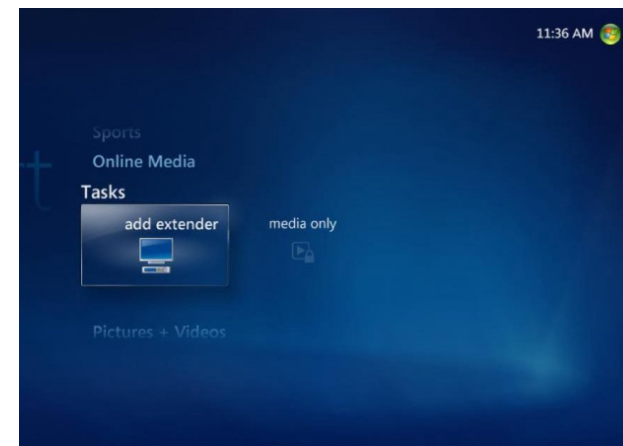 11:36 AM
Sports
Online Media
Tasks
add extender
media only
Pictures + Videos